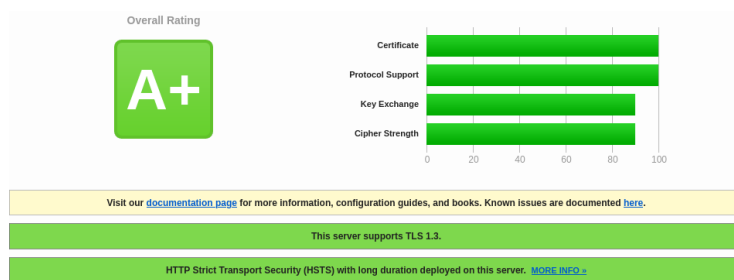 Overall Rating
A+
Certificate
Protocol Support
Key Exchange
Cipher Strength
0 20 40 60 80 100
Visit our documentation page for more information, configuration guides, and books. Known issues are documented here.
This server supports TLS 1.3.
HTTP Strict Transport Security (HSTS) with long duration deployed on this server. MORE INFO »